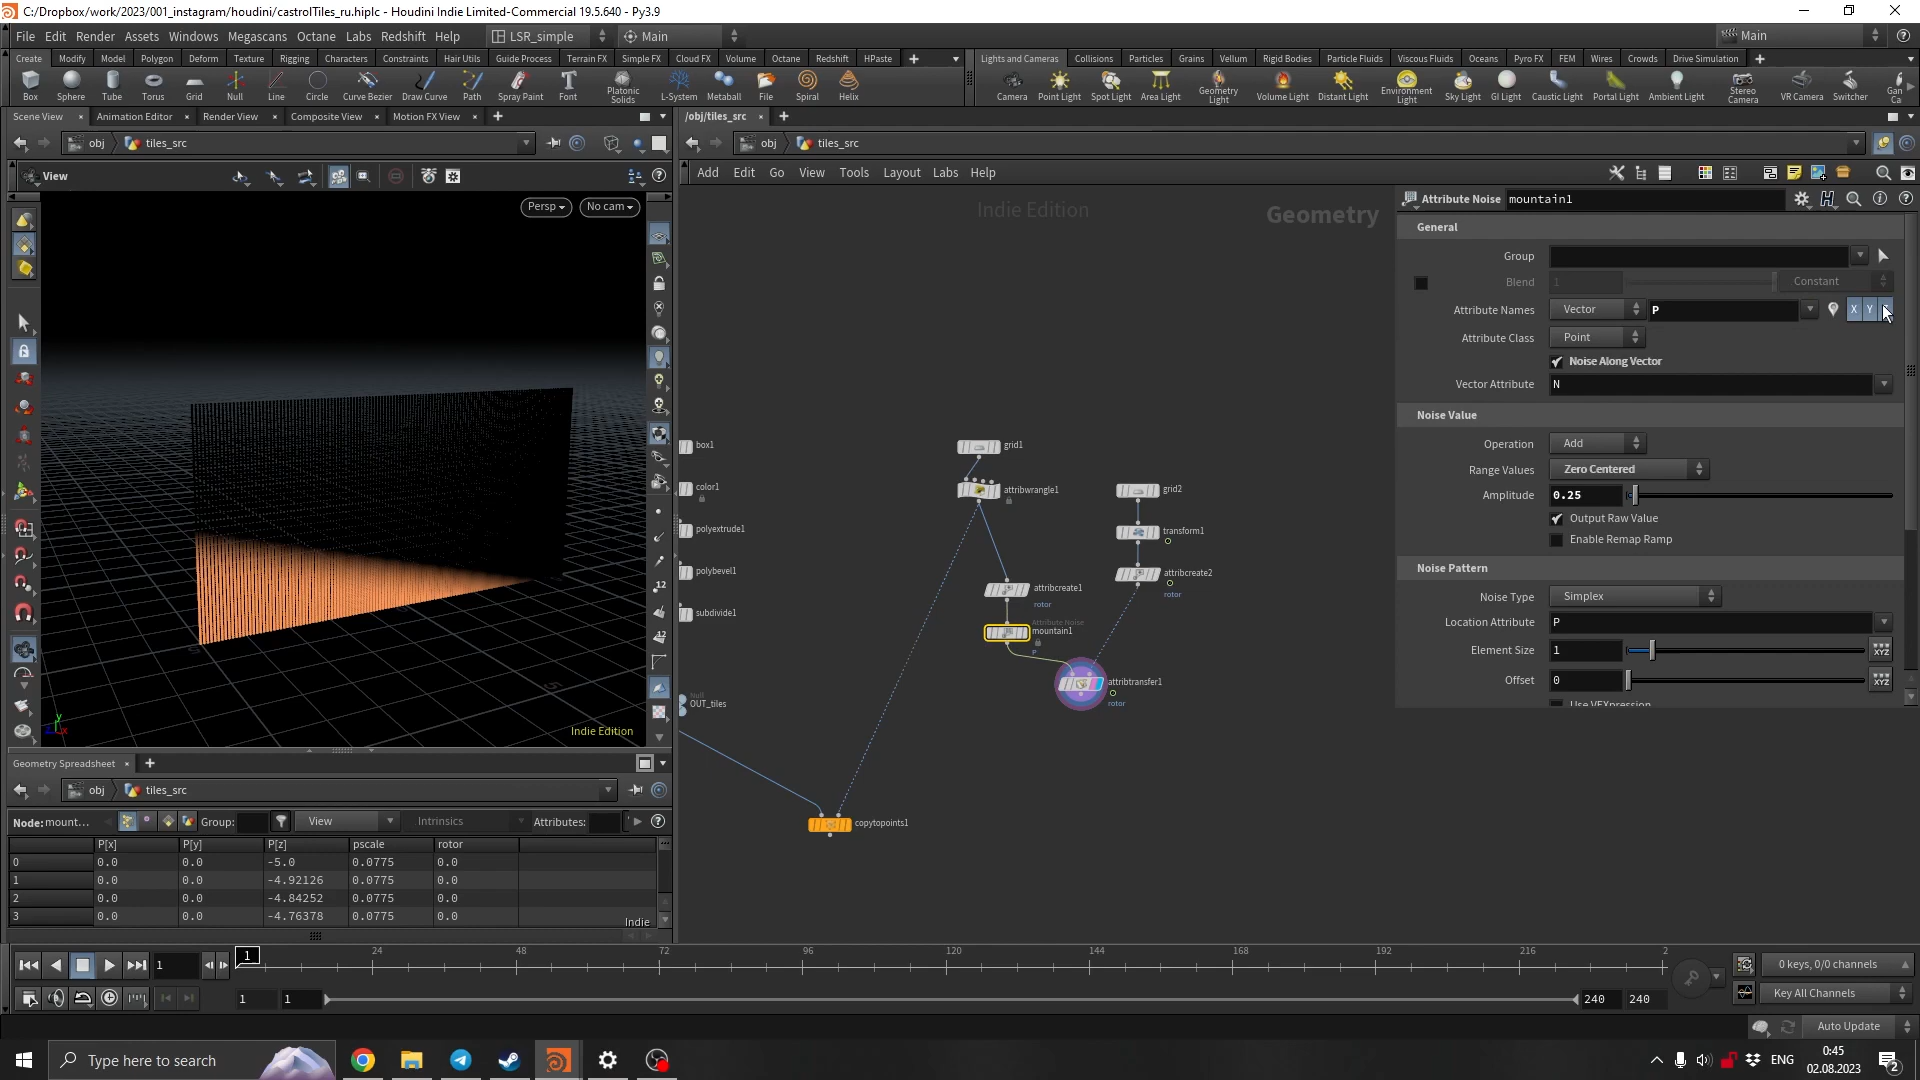 C:/Dropbox/work/2023/001_instagram/houdini/castrolTiles_ru.hiplc - Houdini Indie Limited-Commercial 19.5.640 - Py3.9
File Edit Render Assets Windows Megascans Octane Labs Redshift Help LSR_simple Main Main
Create Modify Model Polygon Deform Texture Rigging Characters Constraints Hair Utils Guide Process Terrain FX Simple FX Cloud FX Volume Octane Redshift HPaste
Lights and Cameras Collisions Particles Grains Vellum Rigid Bodies Particle Fluids Viscous Fluids Oceans Pyro FX FEM Wires Crowds Drive Simulation
Box Sphere Tube Torus Grid Null Line Circle Curve Bezier Draw Curve Path Spray Paint Font Platonic Solids L-System Metaball File Spiral Helix
Camera Point Light Spot Light Area Light Geometry Light Volume Light Distant Light Environment Light Sky Light GI Light Caustic Light Portal Light Ambient Light Stereo Camera VR Camera Switcher Gan Ca
Scene View Animation Editor Render View Composite View Motion FX View
/obj/tiles_src
obj tiles_src
obj tiles_src
View
Add Edit Go View Tools Layout Labs Help
Persp No cam
Indie Edition
Geometry
Attribute Noise mountain1
General
Group
Blend 1 Constant
Attribute Names Vector P X Y
Attribute Class Point
Noise Along Vector
Vector Attribute N
Noise Value
Operation Add
Range Values Zero Centered
Amplitude 0.25
Output Raw Value
Enable Remap Ramp
Noise Pattern
Noise Type Simplex
Location Attribute P
Element Size 1
Offset 0
Use VEXpression
box1
color1
polyextrude1
polybevel1
subdivide1
Null
OUT_tiles
grid1
attribwrangle1
grid2
transform1
attribcreate2
rotor
attribcreate1
rotor
Attribute Noise
mountain1
P
attribtransfer1
rotor
copytopoints1
Indie Edition
Geometry Spreadsheet
obj tiles_src
Node: mount... Group: View Intrinsics Attributes:
P[x] P[y] P[z] pscale rotor
0 0.0 0.0 -5.0 0.0775 0.0
1 0.0 0.0 -4.92126 0.0775 0.0
2 0.0 0.0 -4.84252 0.0775 0.0
3 0.0 0.0 -4.76378 0.0775 0.0
Indie
1 1 24 48 72 96 120 144 168 192 216 2
0 keys, 0/0 channels
1 1 240 240
Key All Channels
Auto Update
Type here to search
ENG
0:45
02.08.2023
2